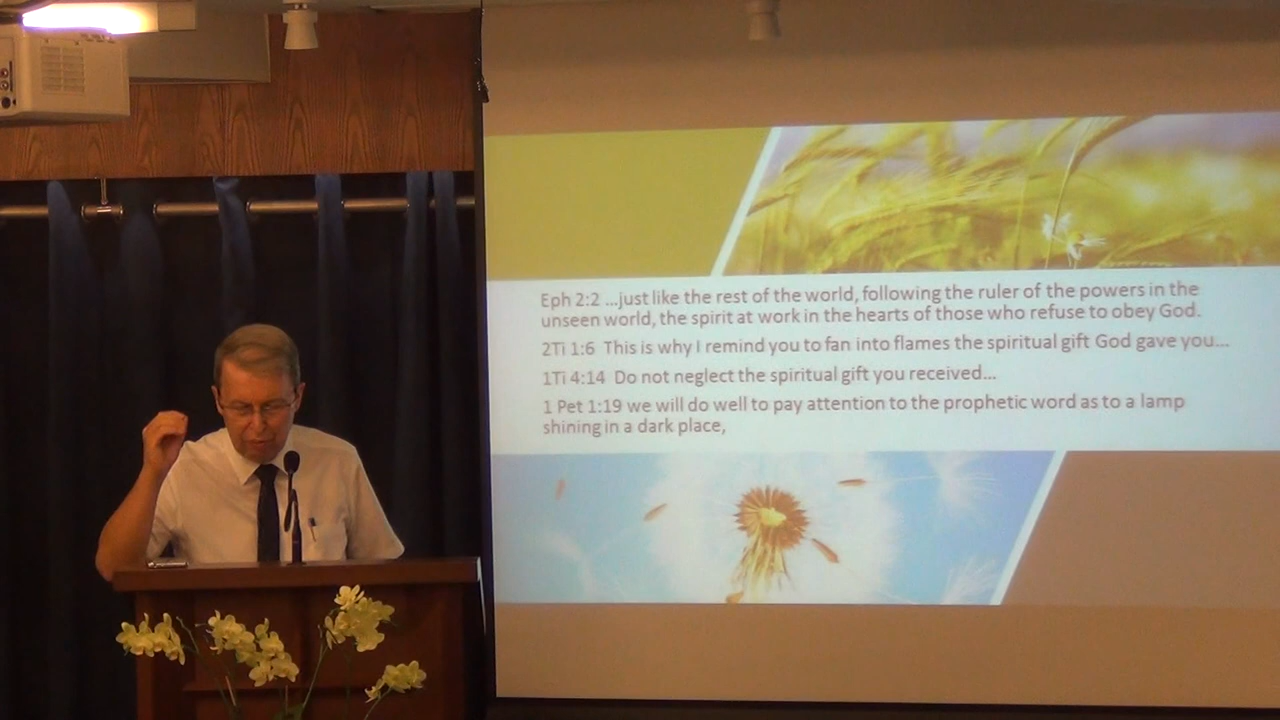 Eph 2:2 ...just like the rest of the world, following the ruler of the powers in the
unseen world, the spirit at work in the hearts of those who refuse to obey God.
2Ti 1:6 This is why I remind you to fan into flames the spiritual gift God gave you...
1Ti 4:14 Do not neglect the spiritual gift you received...
1 Pet 1:19 we will do well to pay attention to the prophetic word as to a lamp
shining in a dark place,